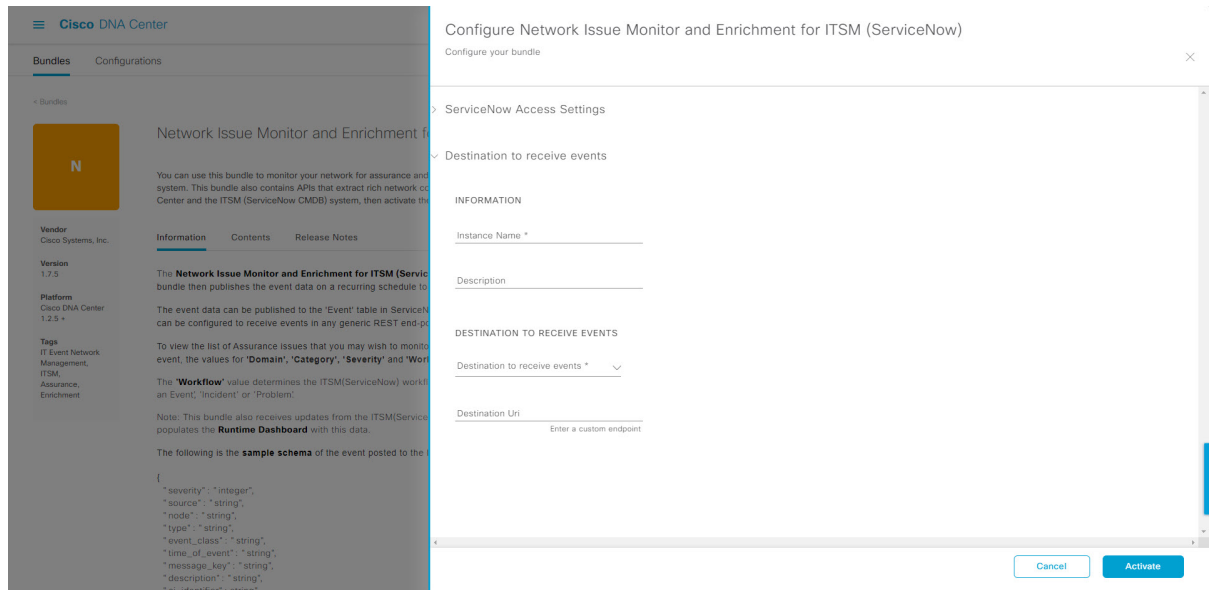 Cisco DNA Center
Bundles Configurations
< Bundles
N
Network Issue Monitor and Enrichment f
You can use this bundle to monitor your network for assurance and
system. This bundle also contains APIs that extract rich network co
Center and the ITSM (ServiceNow CMDB) system, then activate the
Vendor
Cisco Systems, Inc.
Version
1.7.5
Platform
Cisco DNA Center
1.2.5 +
Tags
IT Event Network
Management,
ITSM,
Assurance,
Enrichment
Information Contents Release Notes
The Network Issue Monitor and Enrichment for ITSM (Servic
bundle then publishes the event data on a recurring schedule to
The event data can be published to the 'Event' table in ServiceN
can be configured to receive events in any generic REST end-po
To view the list of Assurance issues that you may wish to monito
event, the values for 'Domain', 'Category', 'Severity' and 'Work
The 'Workflow' value determines the ITSM(ServiceNow) workfl
an Event', 'Incident' or 'Problem'.
Note: This bundle also receives updates from the ITSM(Service
populates the Runtime Dashboard with this data.
The following is the sample schema of the event posted to the
{
"severity" : "integer",
"source" : "string",
"node" : "string",
"type" : "string",
"event_class" : "string",
"time_of_event" : "string",
"message_key" : "string",
"description" : "string",
Configure Network Issue Monitor and Enrichment for ITSM (ServiceNow)
Configure your bundle
ServiceNow Access Settings
Destination to receive events
INFORMATION
Instance Name *
Description
DESTINATION TO RECEIVE EVENTS
Destination to receive events *
Destination Uri
Enter a custom endpoint
Cancel Activate